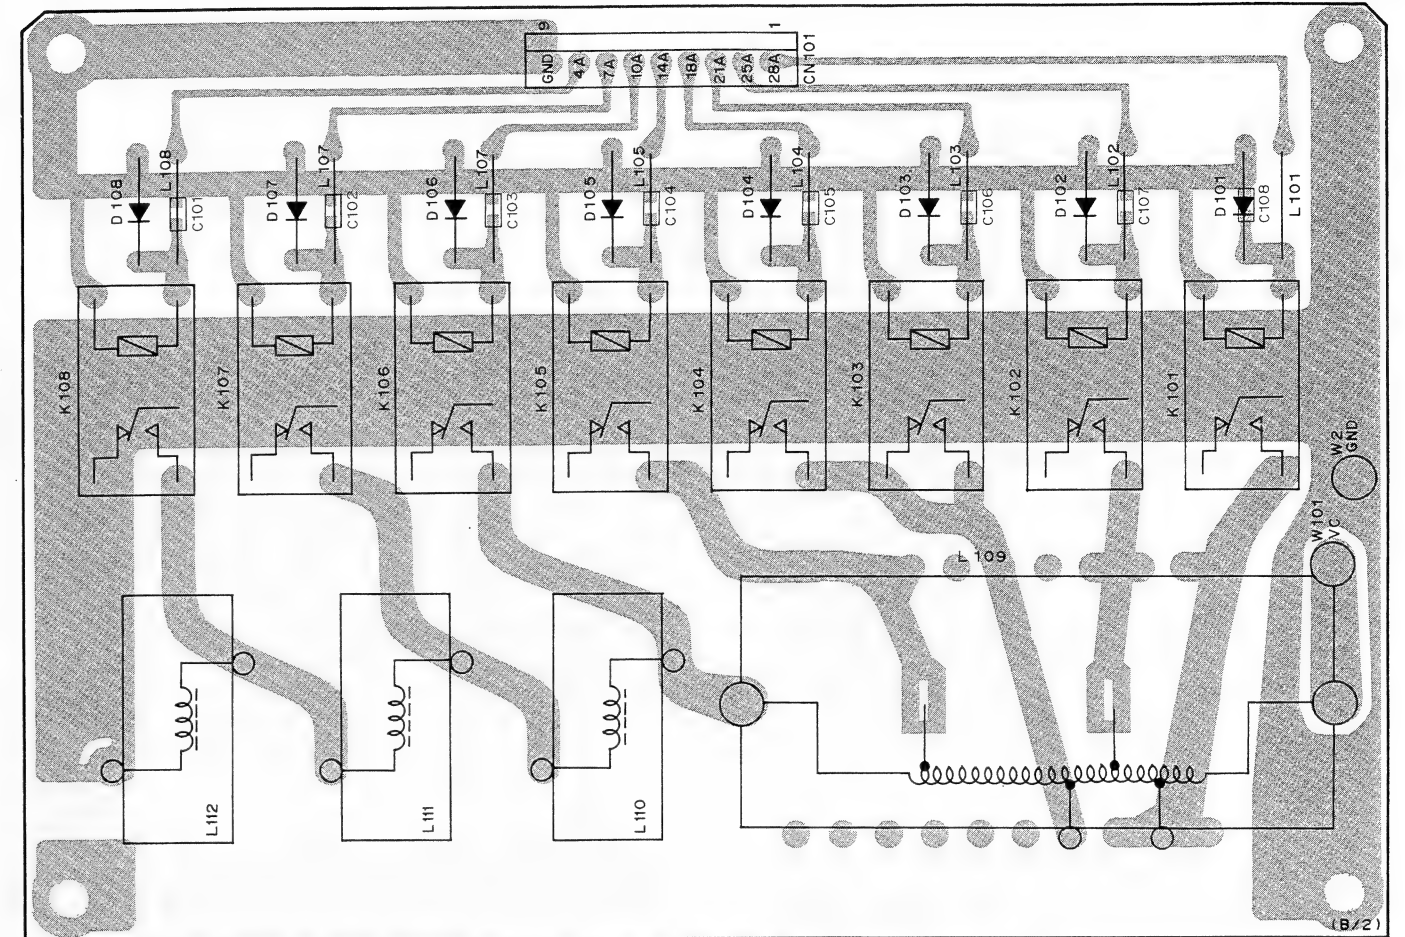 9
1
GND
4A
7A
10A
14A
18A
21A
25A
28A
CN101
D108
L108
C101
D107
L107
C102
D106
L107
C103
D105
L105
C104
D104
L104
C105
D103
L103
C106
D102
L102
C107
D101
C108
L101
K108
K107
K106
K105
K104
K103
K102
K101
W2
GND
W101
VC
L109
L112
L111
L110
(B/2)